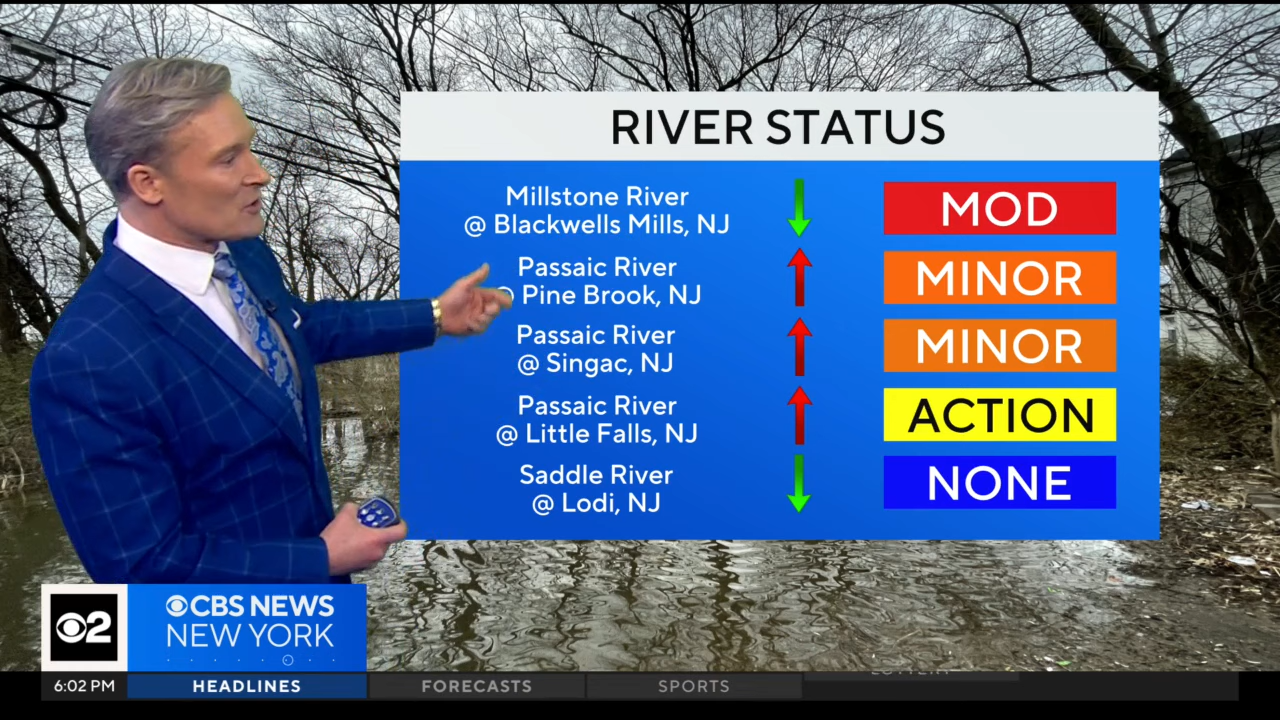 RIVER STATUS
Millstone River
@ Blackwells Mills, NJ
MOD
Passaic River
@ Pine Brook, NJ
MINOR
Passaic River
@ Singac, NJ
MINOR
Passaic River
@ Little Falls, NJ
ACTION
Saddle River
@ Lodi, NJ
NONE
2
CBS NEWS
NEW YORK
6:02 PM
HEADLINES
FORECASTS
SPORTS